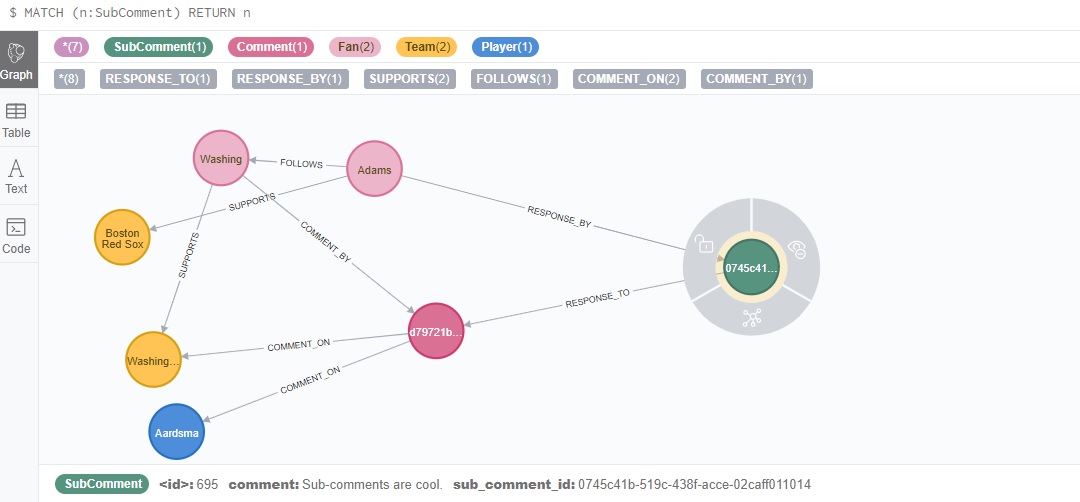 $ MATCH (n:SubComment) RETURN n
Graph
Table
Text
Code
*(7) SubComment(1) Comment(1) Fan(2) Team(2) Player(1)
*(8) RESPONSE_TO(1) RESPONSE_BY(1) SUPPORTS(2) FOLLOWS(1) COMMENT_ON(2) COMMENT_BY(1)
Washing
FOLLOWS
Adams
SUPPORTS
RESPONSE_BY
Boston
Red Sox
SUPPORTS
COMMENT_BY
0745c41...
RESPONSE_TO
d79721b...
COMMENT_ON
Washing...
COMMENT_ON
Aardsma
SubComment <id>: 695 comment: Sub-comments are cool. sub_comment_id: 0745c41b-519c-438f-acce-02caff011014